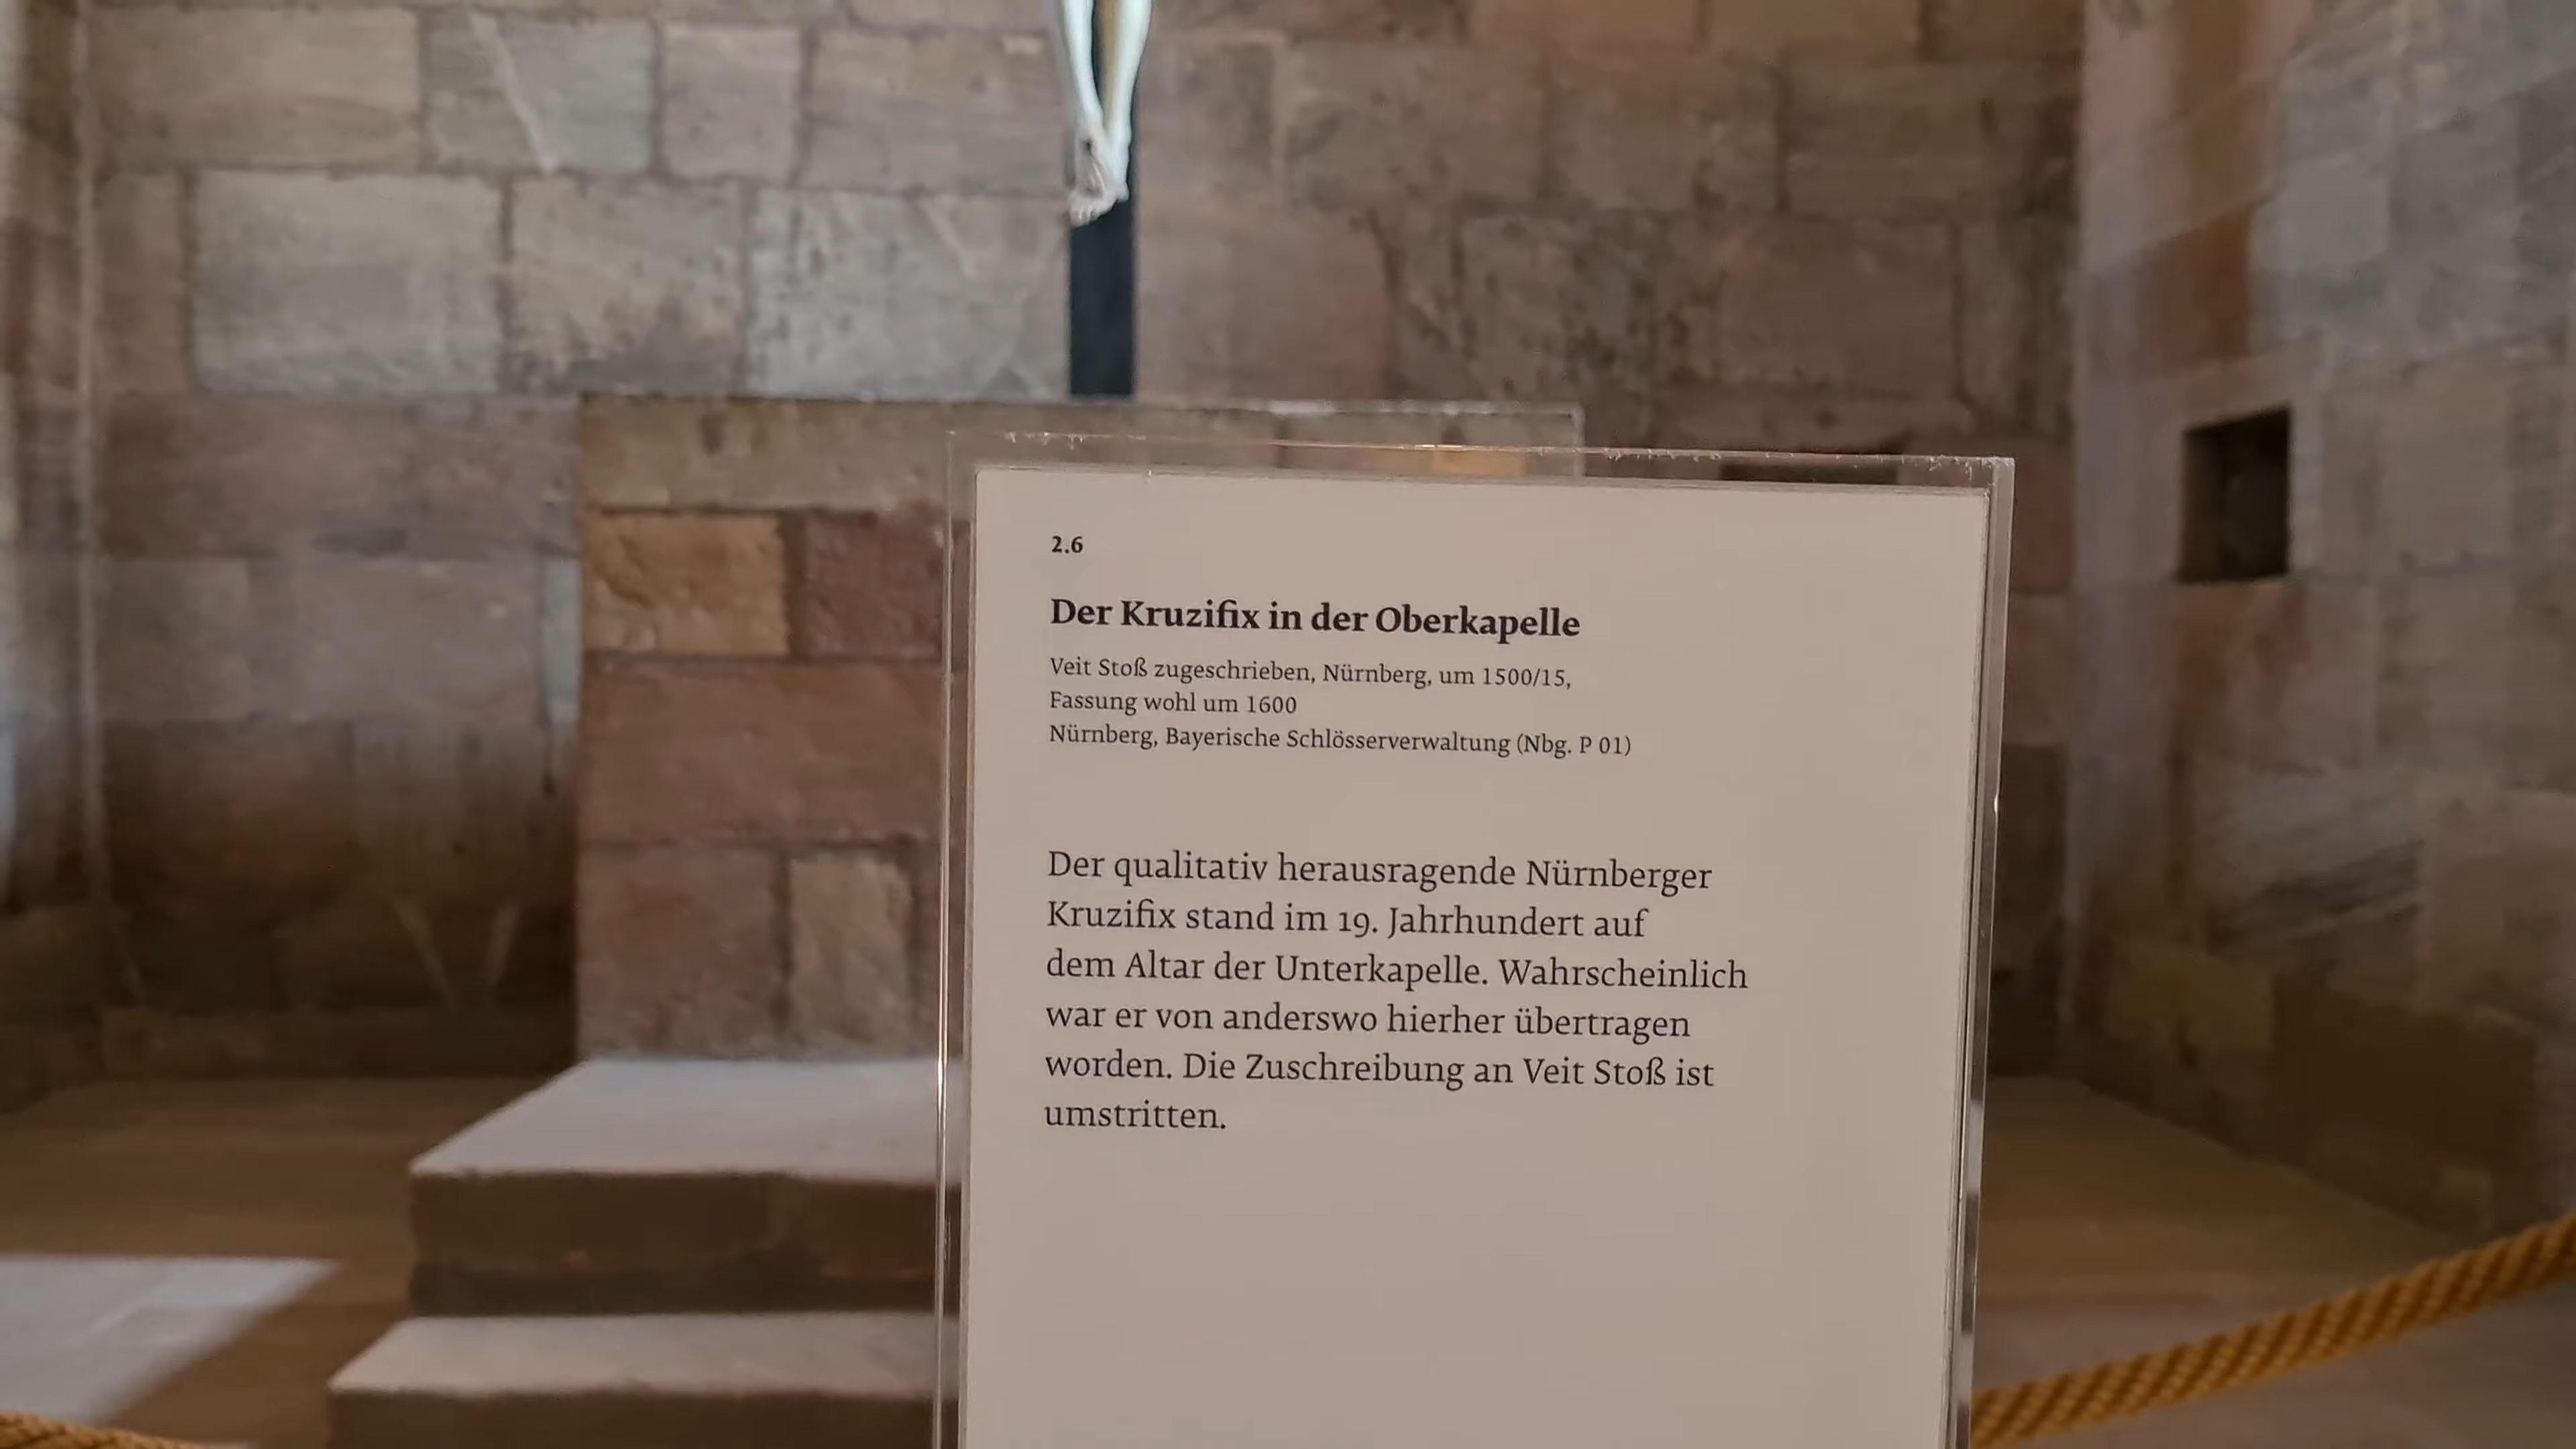 2.6
Der Kruzifix in der Oberkapelle
Veit Stoß zugeschrieben, Nürnberg, um 1500/15,
Fassung wohl um 1600
Nürnberg, Bayerische Schlösserverwaltung (Nbg. P 01)
Der qualitativ herausragende Nürnberger
Kruzifix stand im 19. Jahrhundert auf
dem Altar der Unterkapelle. Wahrscheinlich
war er von anderswo hierher übertragen
worden. Die Zuschreibung an Veit Stoß ist
umstritten.